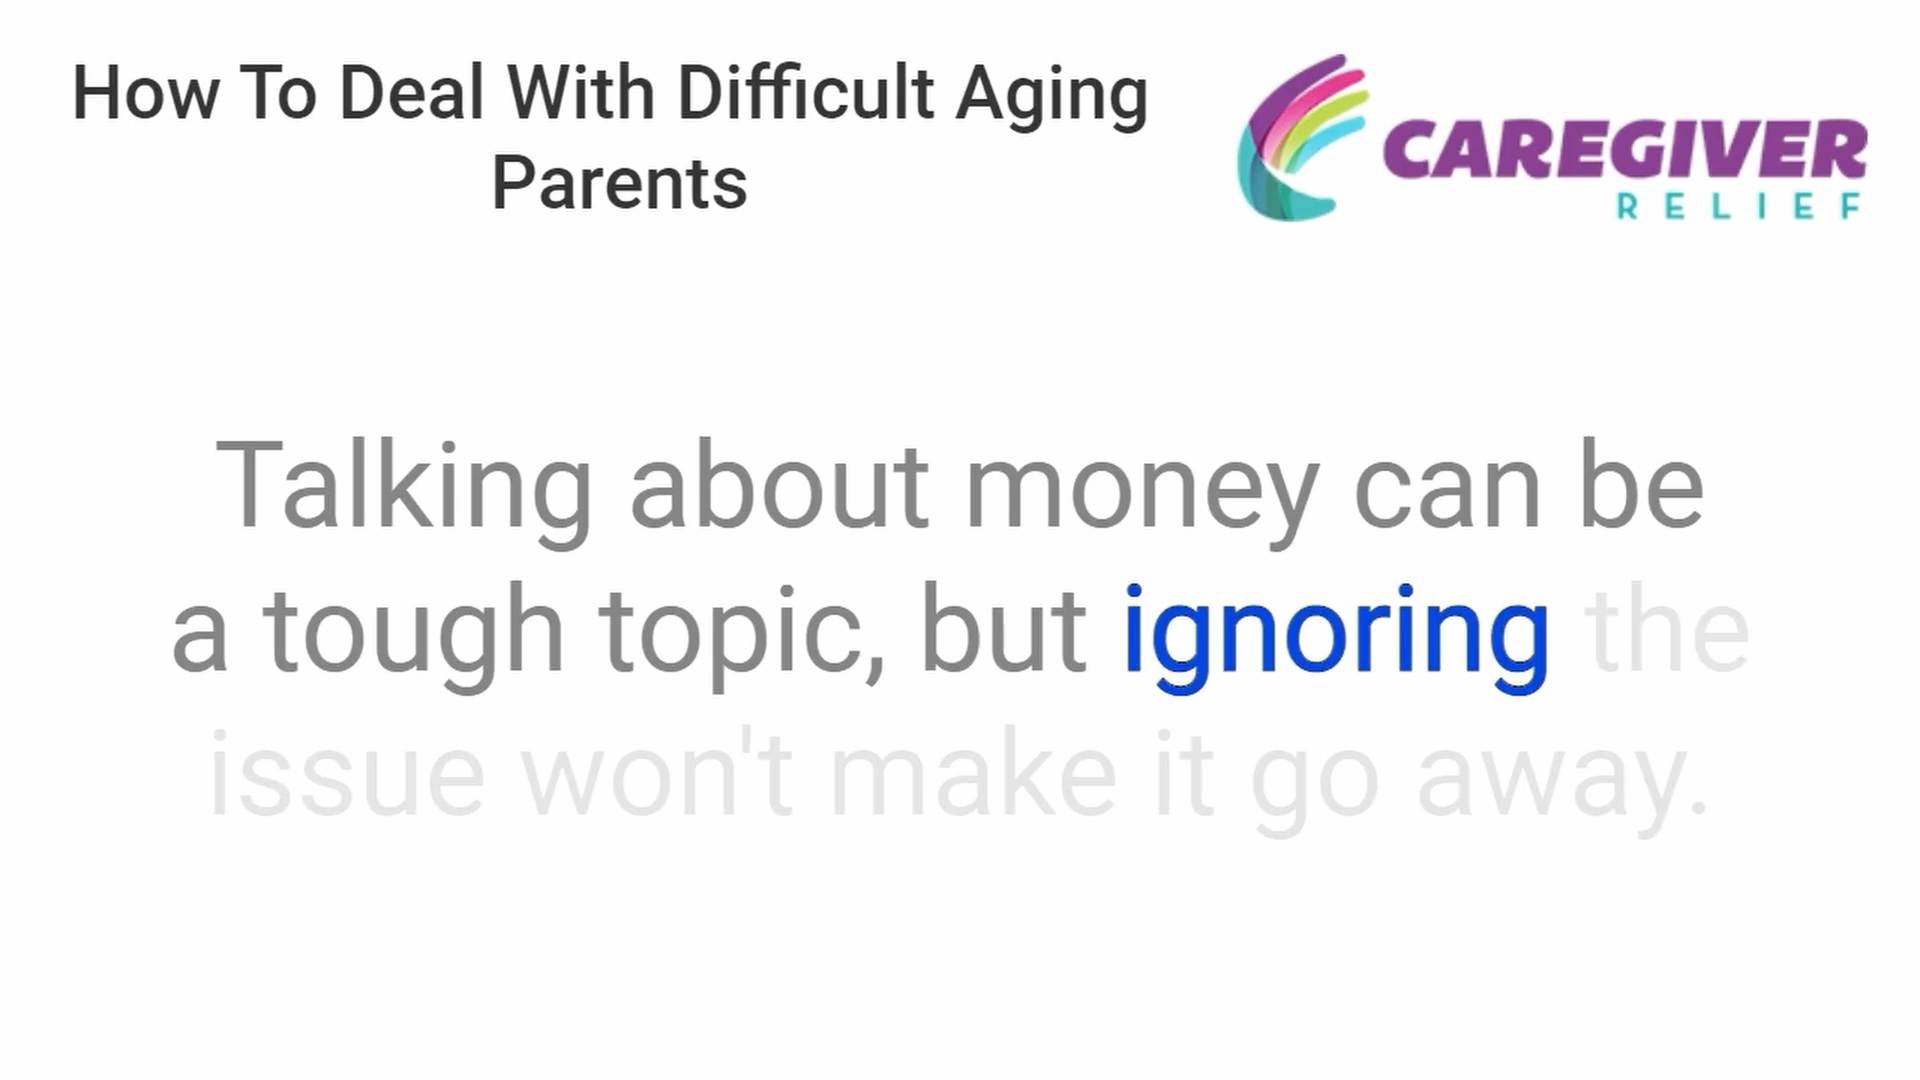 How To Deal With Difficult Aging
Parents
CAREGIVER
RELIEF
Talking about money can be
a tough topic, but ignoring the
issue won't make it go away.